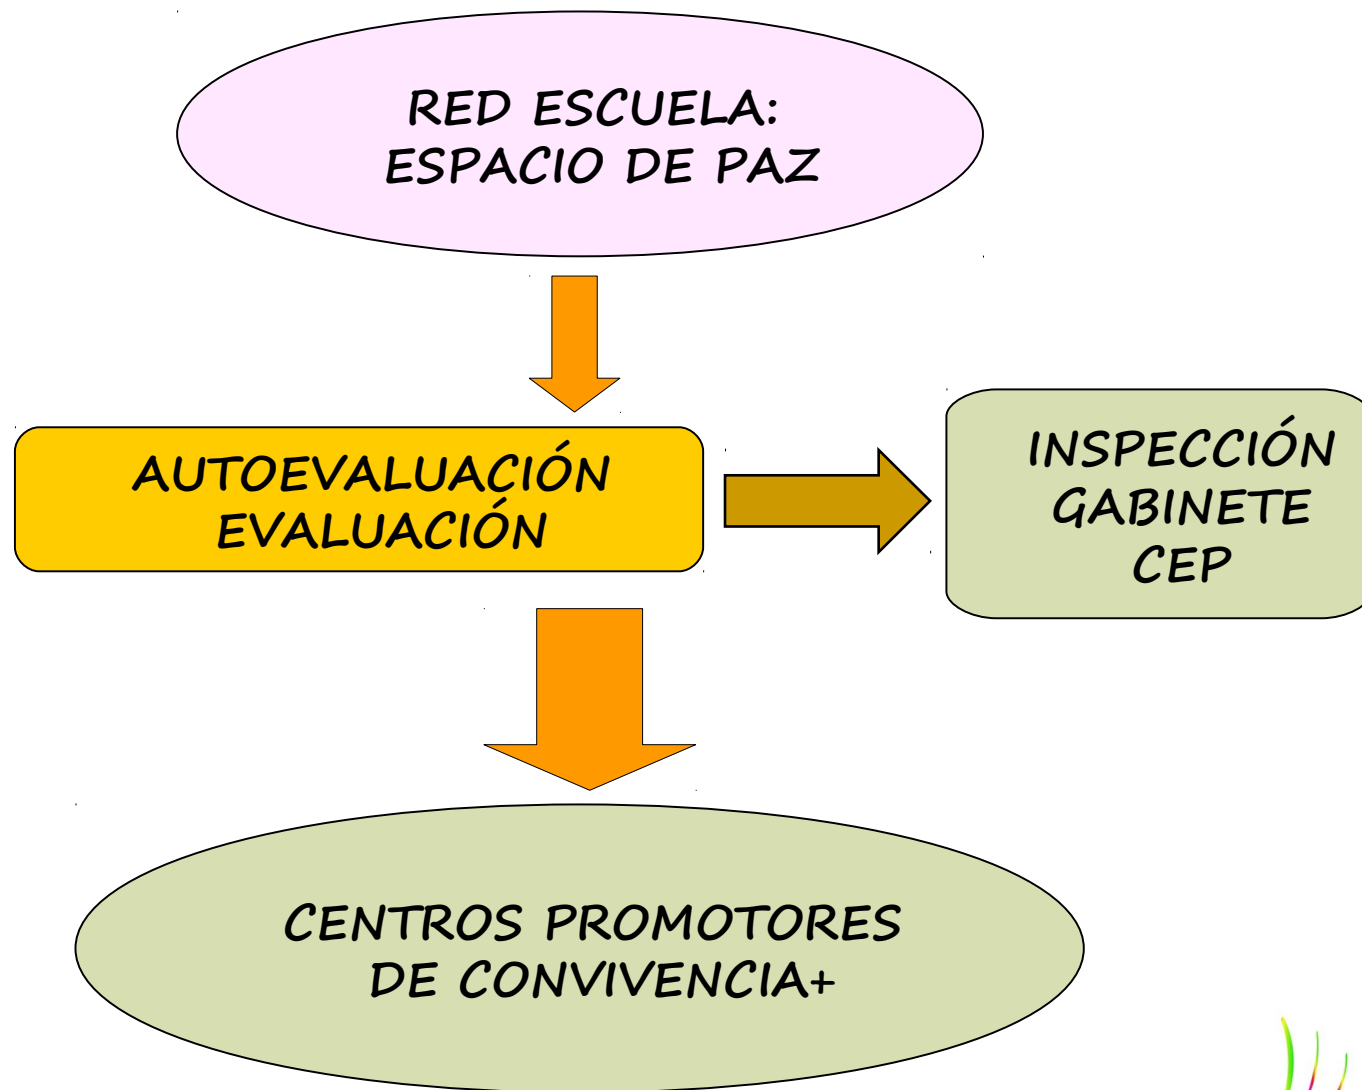 RED ESCUELA:
ESPACIO DE PAZ
AUTOEVALUACIÓN
EVALUACIÓN
INSPECCIÓN
GABINETE
CEP
CENTROS PROMOTORES
DE CONVIVENCIA+